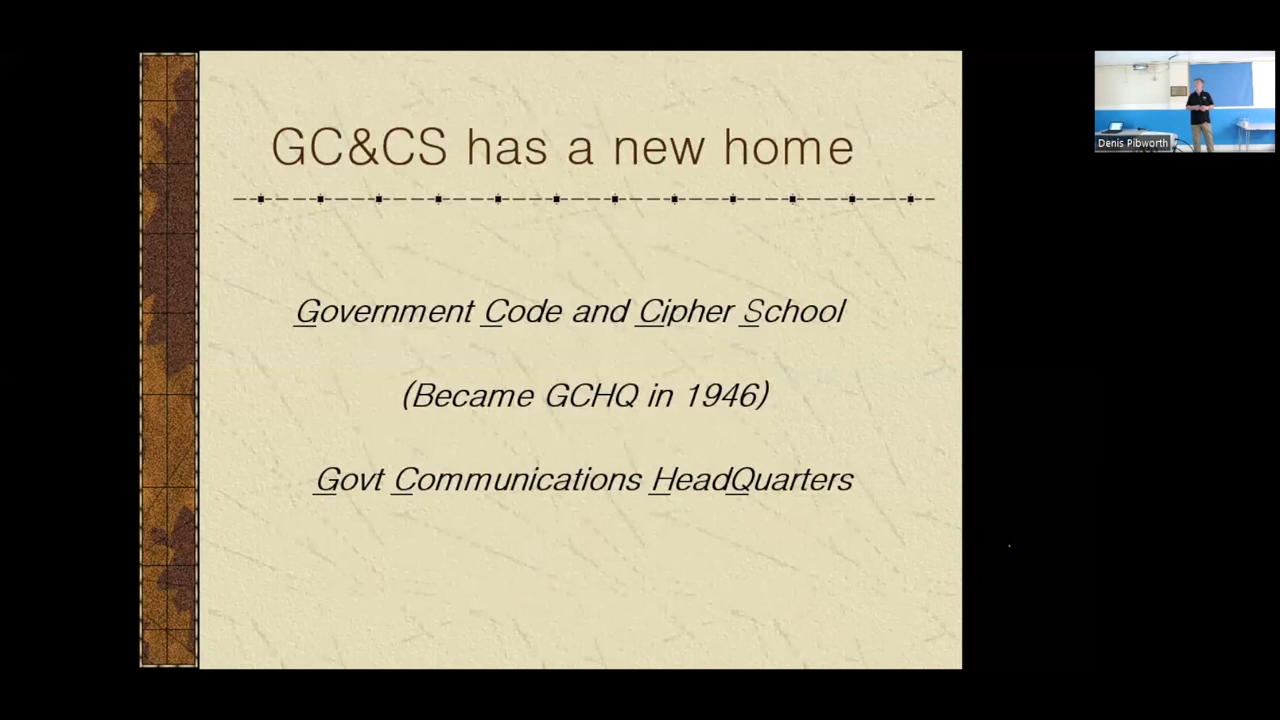 GC&CS has a new home
Government Code and Cipher School
(Became GCHQ in 1946)
Govt Communications HeadQuarters
Denis Pibworth